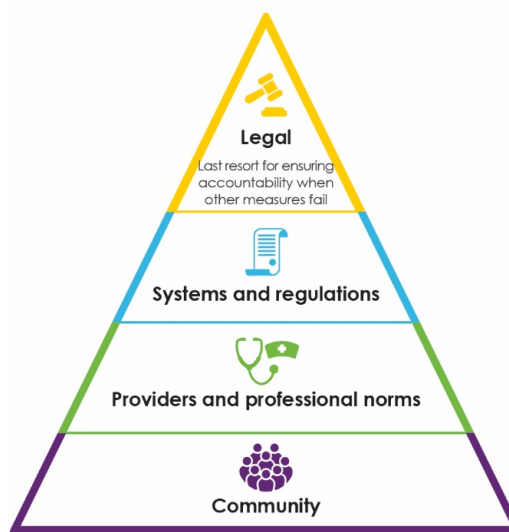 Legal
Last resort for ensuring
accountability when
other measures fail
Systems and regulations
Providers and professional norms
Community